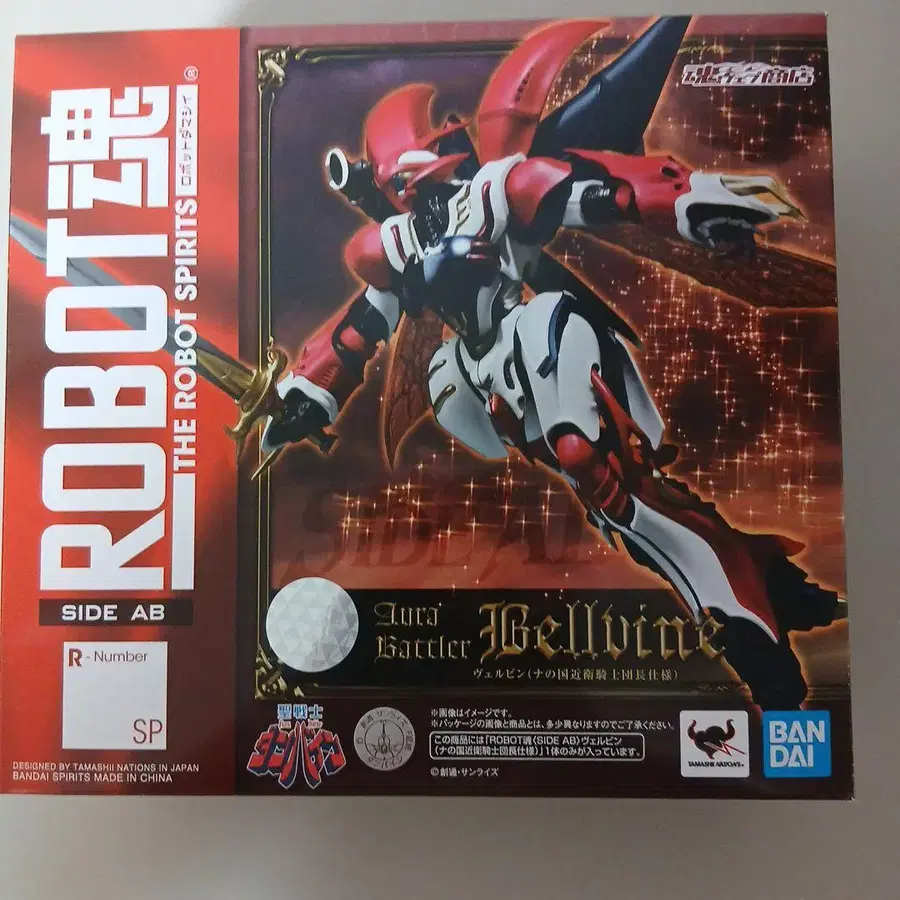 ROBOT魂
®
ロボットダマシイ
THE ROBOT SPIRITS
SIDE AB
R - Number
SP
DESIGNED BY TAMASHII NATIONS IN JAPAN
BANDAI SPIRITS MADE IN CHINA
魂ウェブ商店
SIDE AB
Aura
Battler
Bellvine
ヴェルビン(ナの国近衛騎士団長仕様)
聖戦士
ダンバイン
※画像はイメージです。
※パッケージの画像と商品とは、多少異なりますのでご了承ください。
この商品には「ROBOT魂〈SIDE AB〉ヴェルビン
(ナの国近衛騎士団長仕様)」1体のみが入っています。
©創通・サンライズ
TAMASHII NATIONS
BAN
DAI